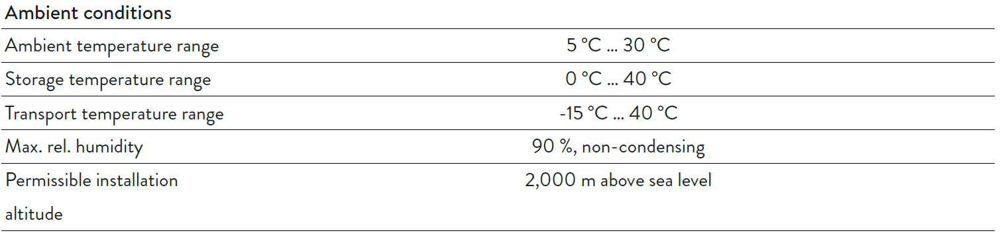 Ambient conditions
Ambient temperature range 5 °C ... 30 °C
Storage temperature range 0 °C ... 40 °C
Transport temperature range -15 °C ... 40 °C
Max. rel. humidity 90 %, non-condensing
Permissible installation 2,000 m above sea level
altitude